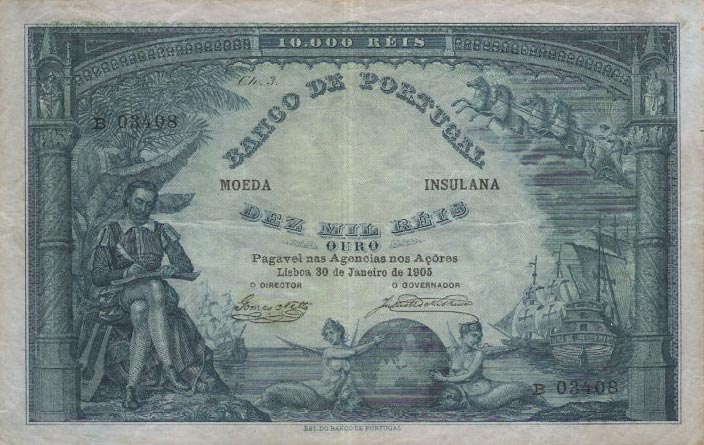 10.000 RÉIS
Ch. 3.
BANCO DE PORTUGAL
B 03408
MOEDA INSULANA
DEZ MIL RÉIS
OURO
Pagavel nas Agencias nos Açôres
Lisboa 30 de Janeiro de 1905
O DIRECTOR O GOVERNADOR
B 03408
EST. DO BANCO DE PORTUGAL